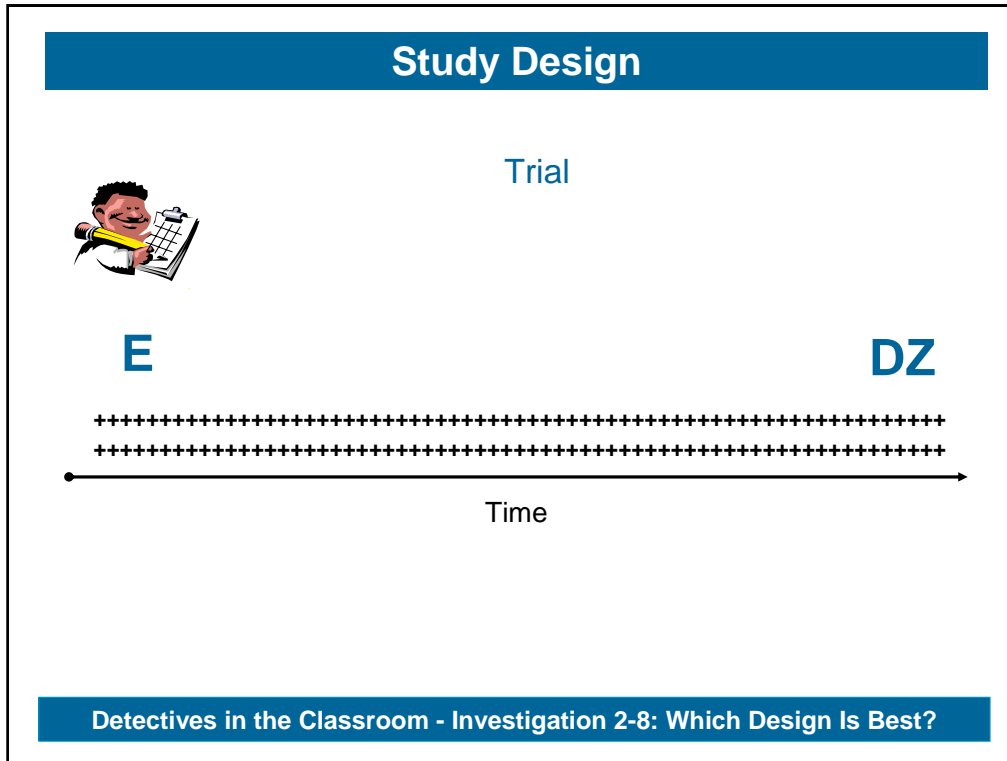 Study Design
Trial
E DZ
+++++++++++++++++++++++++++++++++++++++++++++++++++++++++++++++++
+++++++++++++++++++++++++++++++++++++++++++++++++++++++++++++++++
Time
Detectives in the Classroom - Investigation 2-8: Which Design Is Best?